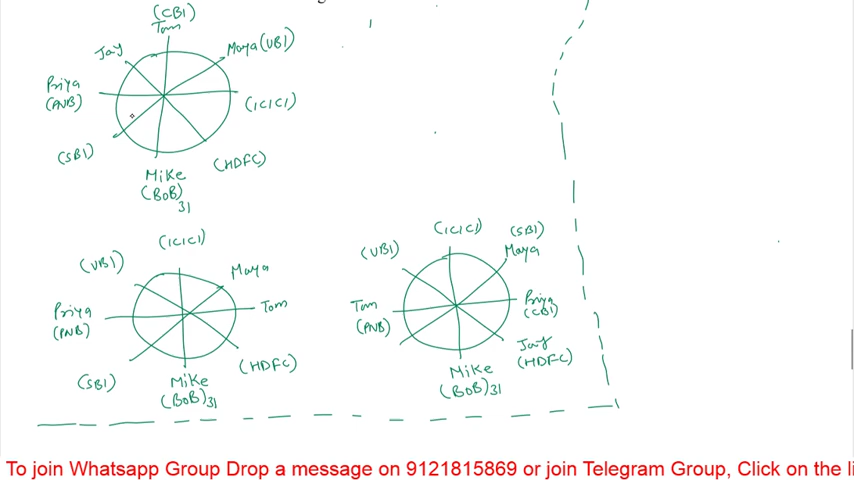 (CBI)
Tom
Jay
Maya (UBI)
Priya
(PNB)
(ICICI)
(SBI)
(HDFC)
Mike
(BOB)
31
(ICICI)
(UBI)
Maya
Priya
(PNB)
Tom
(SBI)
(HDFC)
Mike
(BOB) 31
(ICICI)
(SBI)
Maya
(UBI)
Tom
(PNB)
Priya
(CBI)
Jay
(HDFC)
Mike
(BOB) 31
To join Whatsapp Group Drop a message on 9121815869 or join Telegram Group, Click on the li